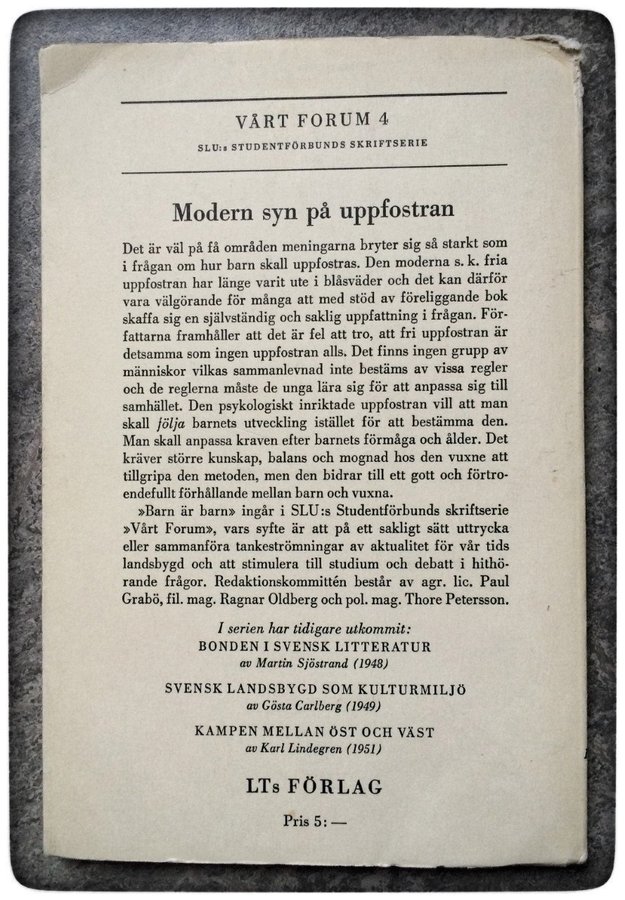 VÅRT FORUM 4
SLU:s STUDENTFÖRBUNDS SKRIFTSERIE
Modern syn på uppfostran
Det är väl på få områden meningarna bryter sig så starkt som
i frågan om hur barn skall uppfostras. Den moderna s. k. fria
uppfostran har länge varit ute i blåsväder och det kan därför
vara välgörande för många att med stöd av föreliggande bok
skaffa sig en självständig och saklig uppfattning i frågan. För-
fattarna framhåller att det är fel att tro, att fri uppfostran är
detsamma som ingen uppfostran alls. Det finns ingen grupp av
människor vilkas sammanlevnad inte bestäms av vissa regler
och de reglerna måste de unga lära sig för att anpassa sig till
samhället. Den psykologiskt inriktade uppfostran vill att man
skall följa barnets utveckling istället för att bestämma den.
Man skall anpassa kraven efter barnets förmåga och ålder. Det
kräver större kunskap, balans och mognad hos den vuxne att
tillgripa den metoden, men den bidrar till ett gott och förtro-
endefullt förhållande mellan barn och vuxna.
»Barn är barn» ingår i SLU:s Studentförbunds skriftserie
»Vårt Forum», vars syfte är att på ett sakligt sätt uttrycka
eller sammanföra tankeströmningar av aktualitet för vår tids
landsbygd och att stimulera till studium och debatt i hithö-
rande frågor. Redaktionskommittén består av agr. lic. Paul
Grabö, fil. mag. Ragnar Oldberg och pol. mag. Thore Petersson.
I serien har tidigare utkommit:
BONDEN I SVENSK LITTERATUR
av Martin Sjöstrand (1948)
SVENSK LANDSBYGD SOM KULTURMILJÖ
av Gösta Carlberg (1949)
KAMPEN MELLAN ÖST OCH VÄST
av Karl Lindegren (1951)
LTs FÖRLAG
Pris 5: —